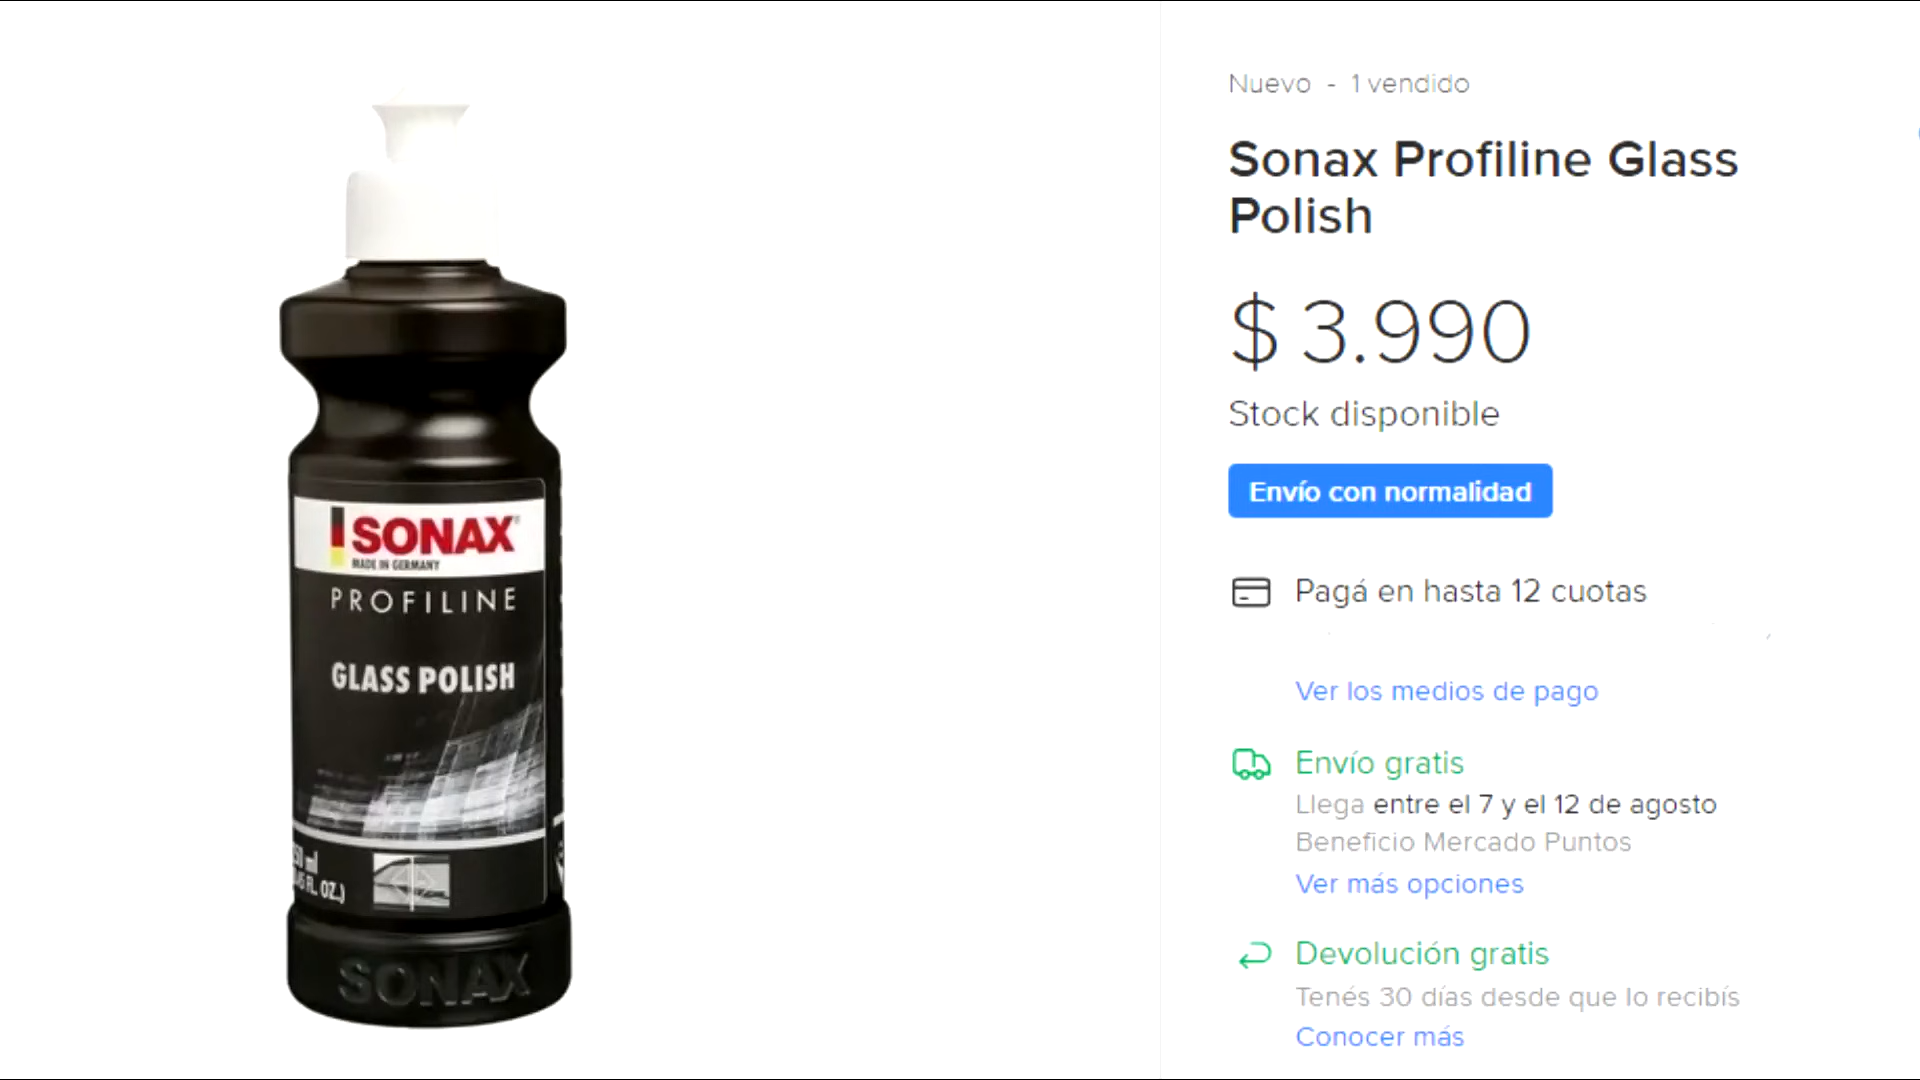 SONAX
MADE IN GERMANY
PROFILINE
GLASS POLISH
ml
FL. OZ.)
SONAX
Nuevo - 1 vendido
Sonax Profiline Glass
Polish
$ 3.990
Stock disponible
Envío con normalidad
Pagá en hasta 12 cuotas
Ver los medios de pago
Envío gratis
Llega entre el 7 y el 12 de agosto
Beneficio Mercado Puntos
Ver más opciones
Devolución gratis
Tenés 30 días desde que lo recibís
Conocer más